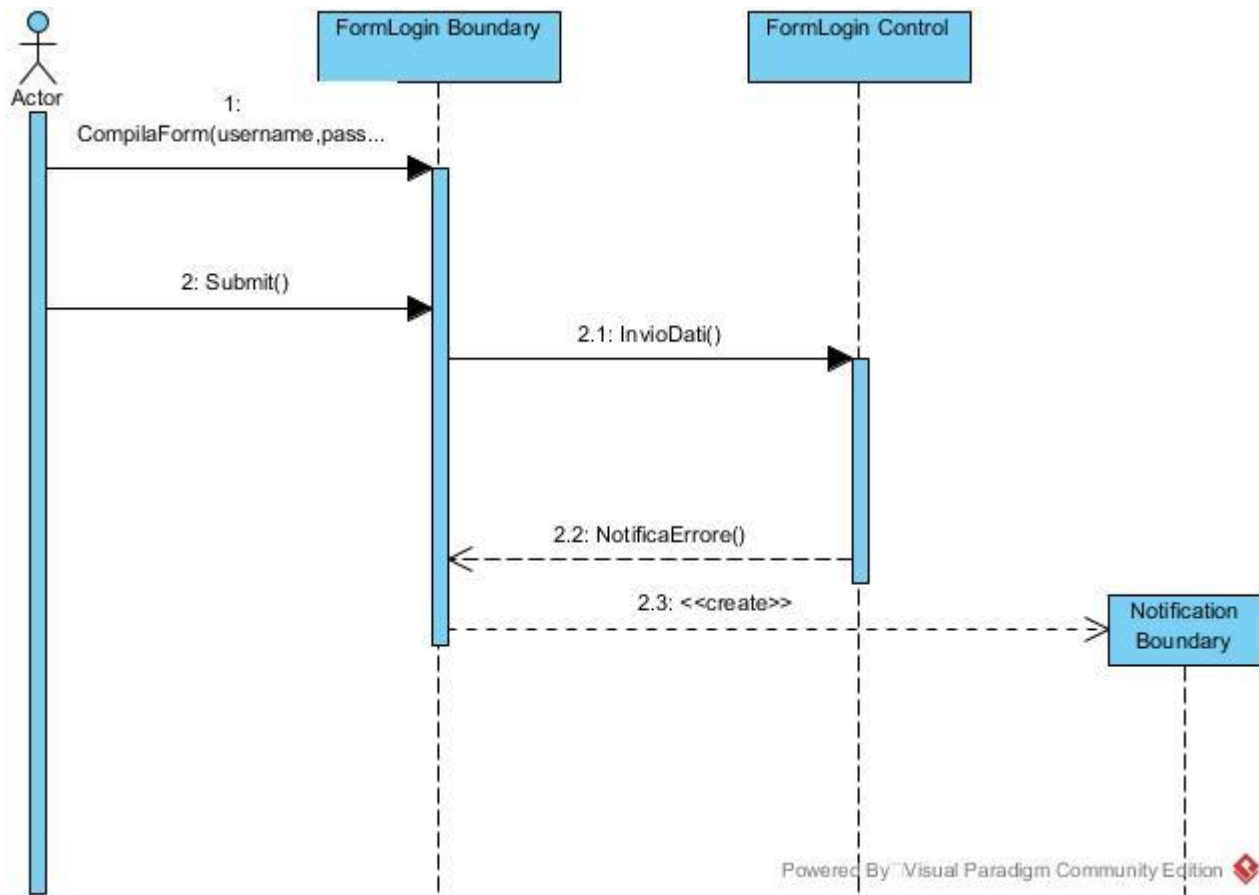 FormLogin Boundary
FormLogin Control
Actor
1:
CompilaForm(username,pass...
2: Submit()
2.1: InvioDati()
2.2: NotificaErrore()
2.3: <<create>>
Notification
Boundary
Powered By Visual Paradigm Community Edition